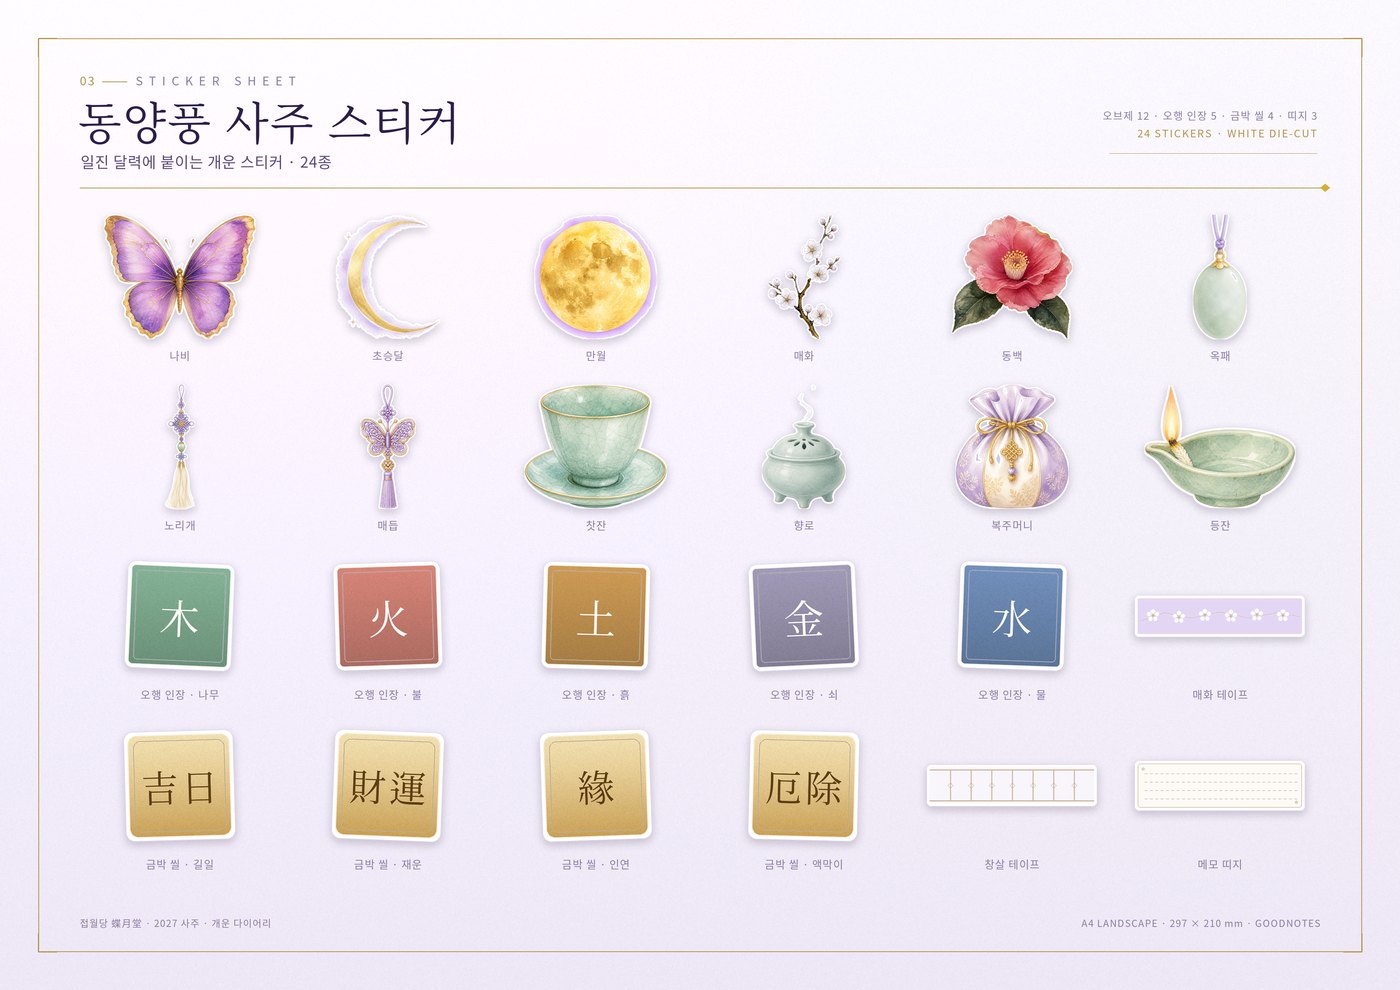 03 — STICKER SHEET
동양풍 사주 스티커
일진 달력에 붙이는 개운 스티커 · 24종
오브제 12 · 오행 인장 5 · 금박 씰 4 · 띠지 3
24 STICKERS · WHITE DIE-CUT
나비
초승달
만월
매화
동백
옥패
노리개
매듭
찻잔
향로
복주머니
등잔
木
火
土
金
水
오행 인장 · 나무
오행 인장 · 불
오행 인장 · 흙
오행 인장 · 쇠
오행 인장 · 물
매화 테이프
吉日
財運
緣
厄除
금박 씰 · 길일
금박 씰 · 재운
금박 씰 · 인연
금박 씰 · 액막이
창살 테이프
메모 띠지
접월당 蝶月堂 · 2027 사주 · 개운 다이어리
A4 LANDSCAPE · 297 × 210 mm · GOODNOTES